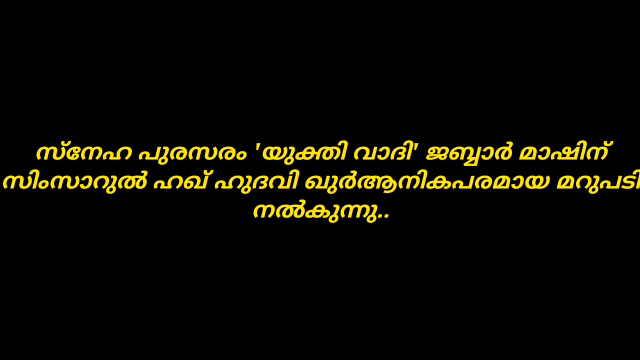 സ്നേഹ പുരസരം 'യുക്തി വാദി' ജബ്ബാർ മാഷിന്
സിംസാറുൽ ഹഖ് ഹുദവി ഖുർആനികപരമായ മറുപടി
നൽകുന്നു..